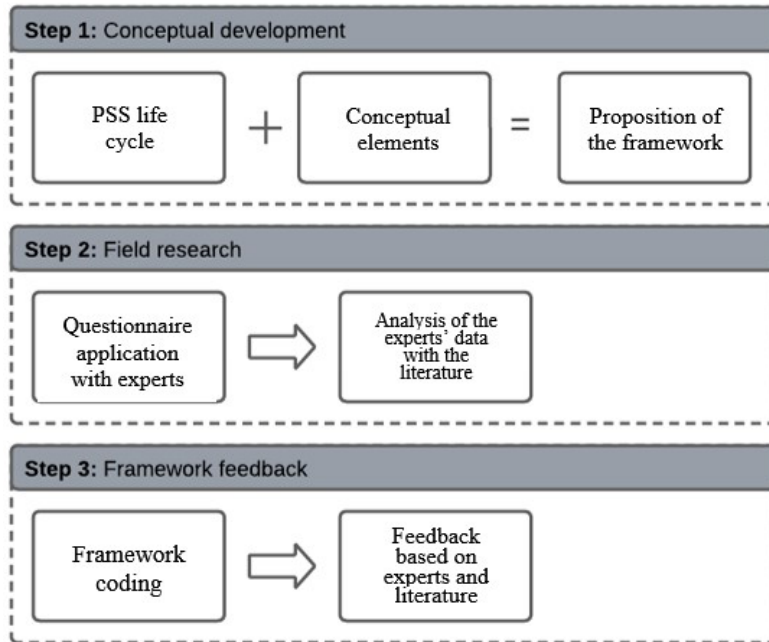 Step 1: Conceptual development
PSS life
cycle
+
Conceptual
elements
=
Proposition of
the framework
Step 2: Field research
Questionnaire
application
with experts
Analysis of the
experts’ data
with the
literature
Step 3: Framework feedback
Framework
coding
Feedback
based on
experts and
literature